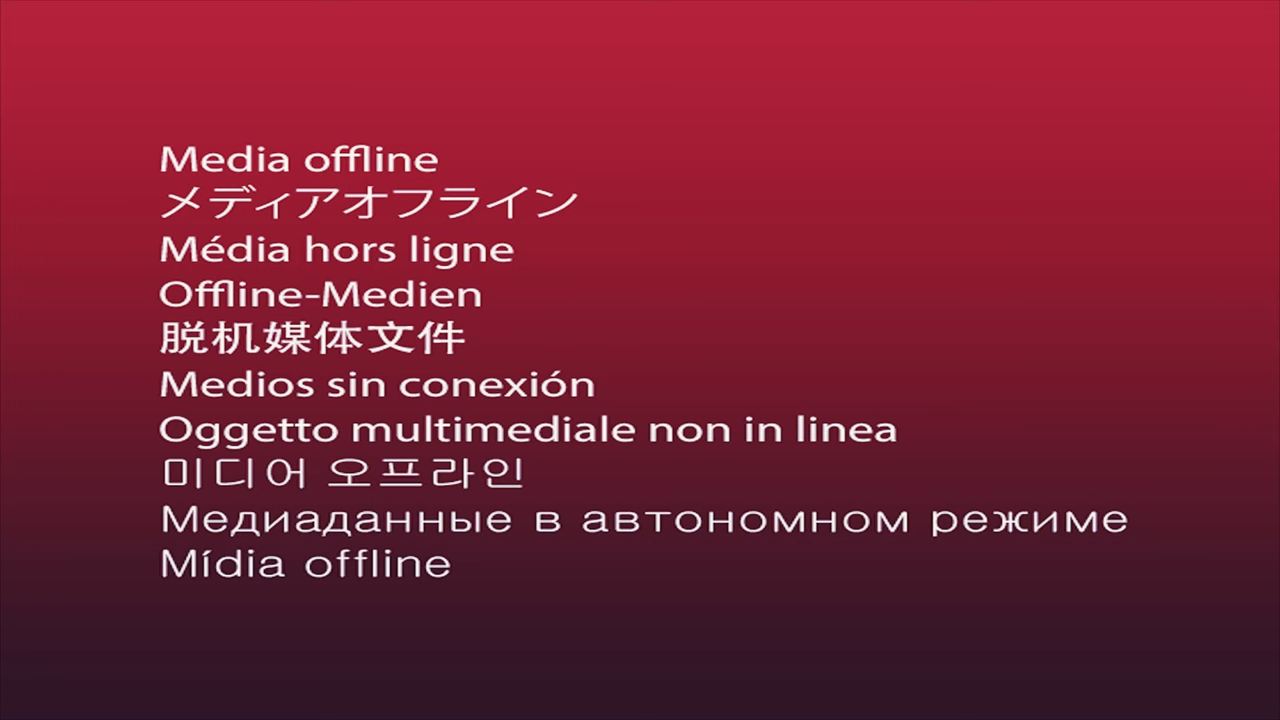 Media offline
メディアオフライン
Média hors ligne
Offline-Medien
脱机媒体文件
Medios sin conexión
Oggetto multimediale non in linea
미디어 오프라인
Медиаданные в автономном режиме
Mídia offline